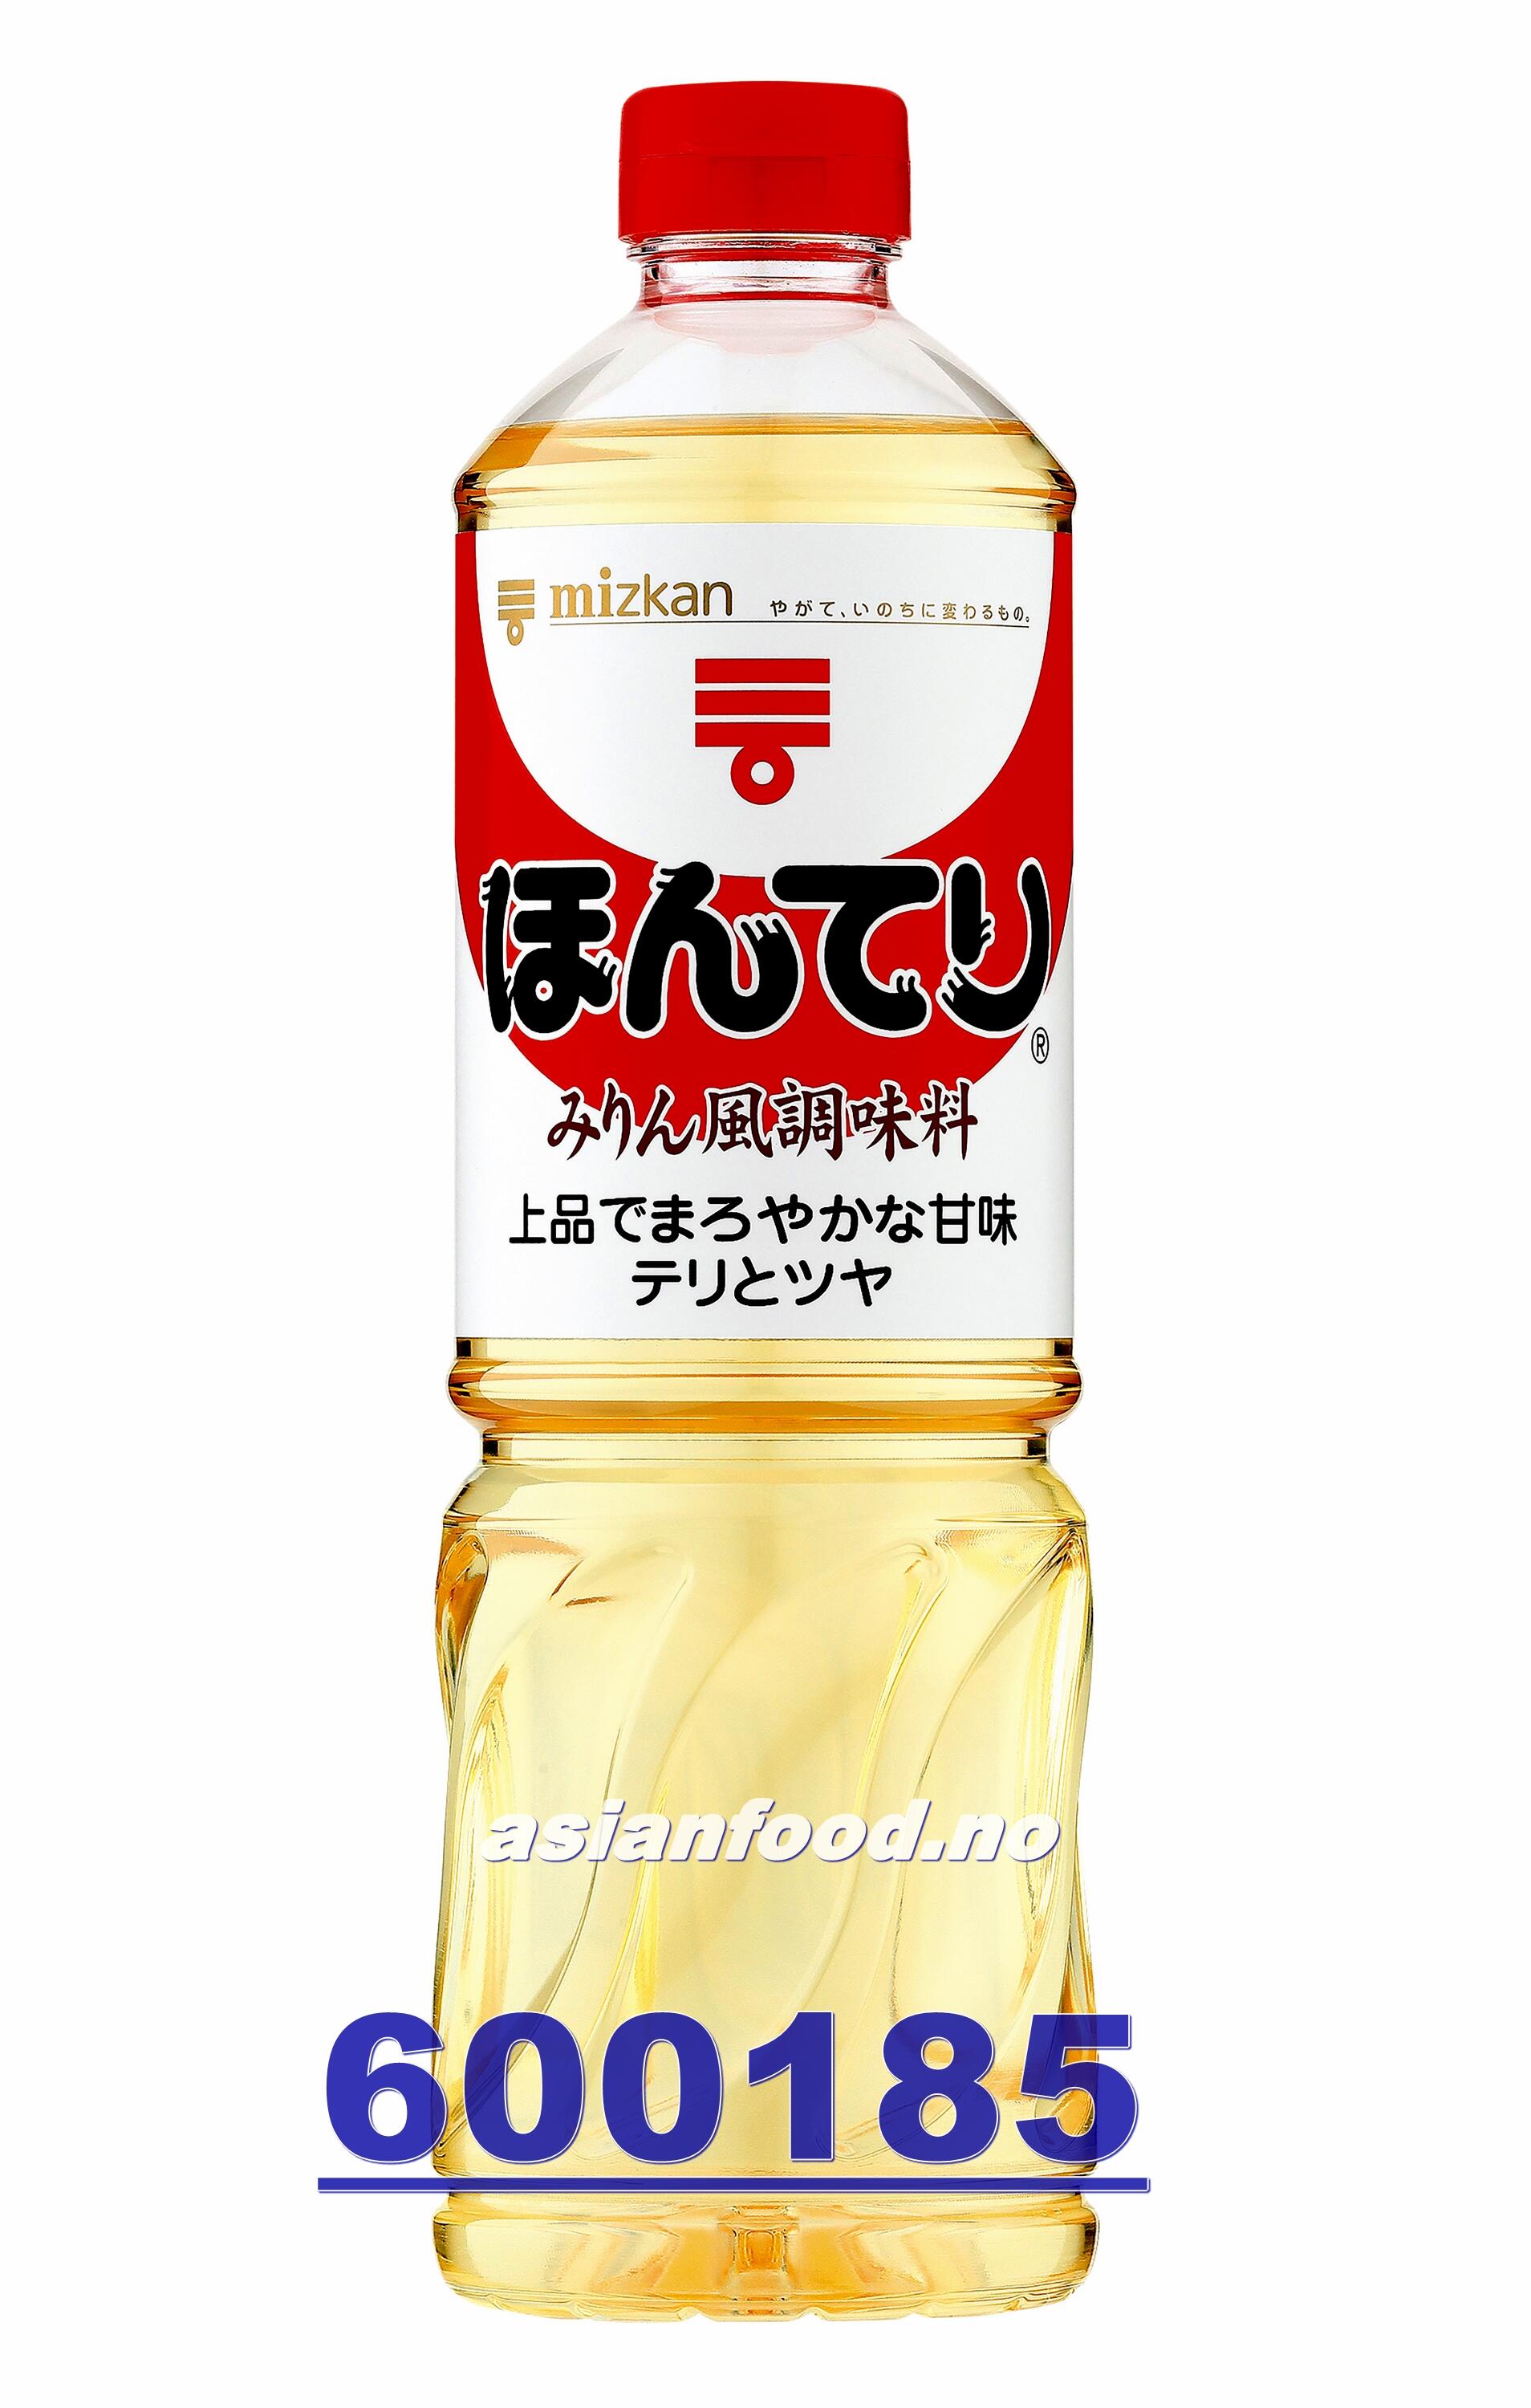 mizkan やがて、いのちに変わるもの。
ほんてり®
みりん風調味料
上品でまろやかな甘味
テリとツヤ
asianfood.no
600185